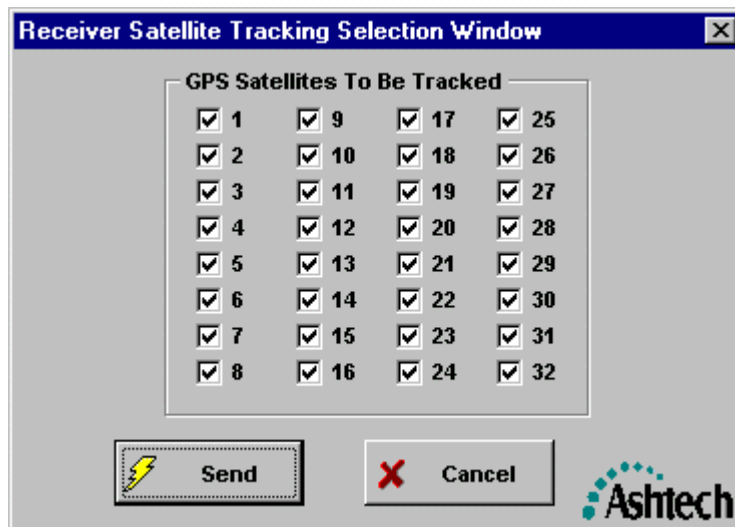 Receiver Satellite Tracking Selection Window
GPS Satellites To Be Tracked
1 9 17 25
2 10 18 26
3 11 19 27
4 12 20 28
5 13 21 29
6 14 22 30
7 15 23 31
8 16 24 32
Send Cancel
Ashtech